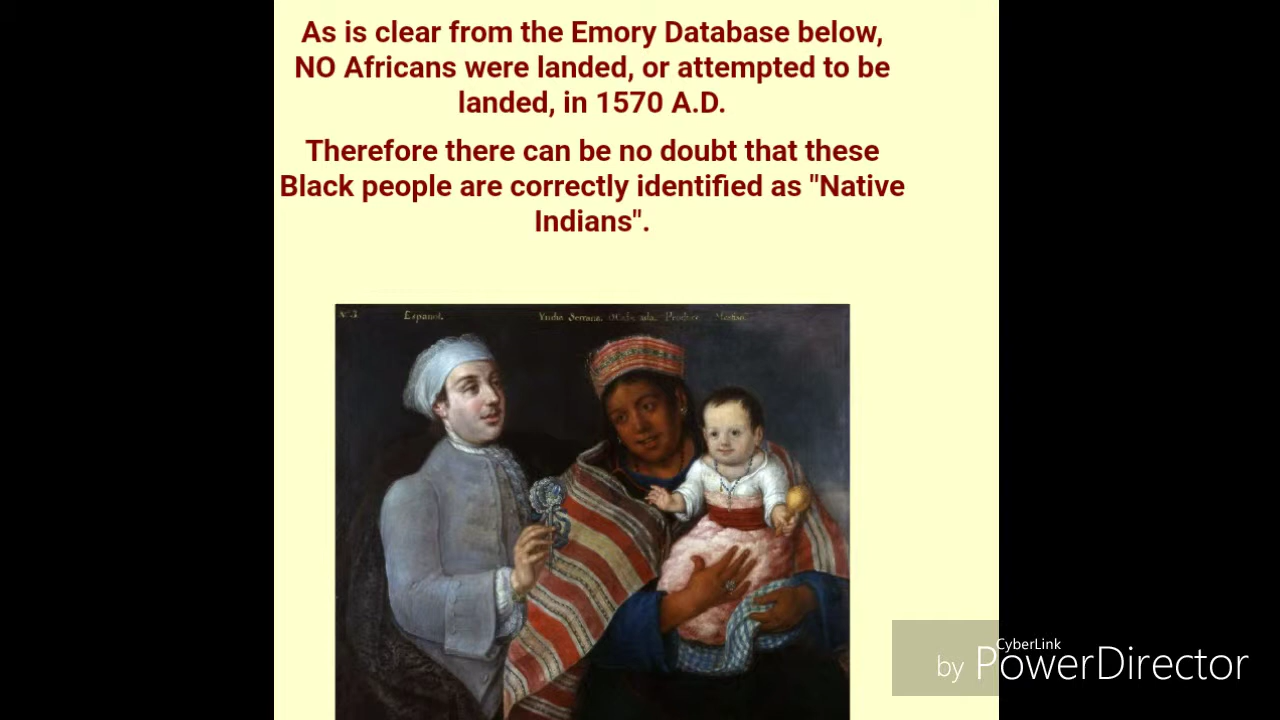 As is clear from the Emory Database below,
NO Africans were landed, or attempted to be
landed, in 1570 A.D.
Therefore there can be no doubt that these
Black people are correctly identified as "Native
Indians".
Español. Serrana. Produce
CyberLink
by PowerDirector